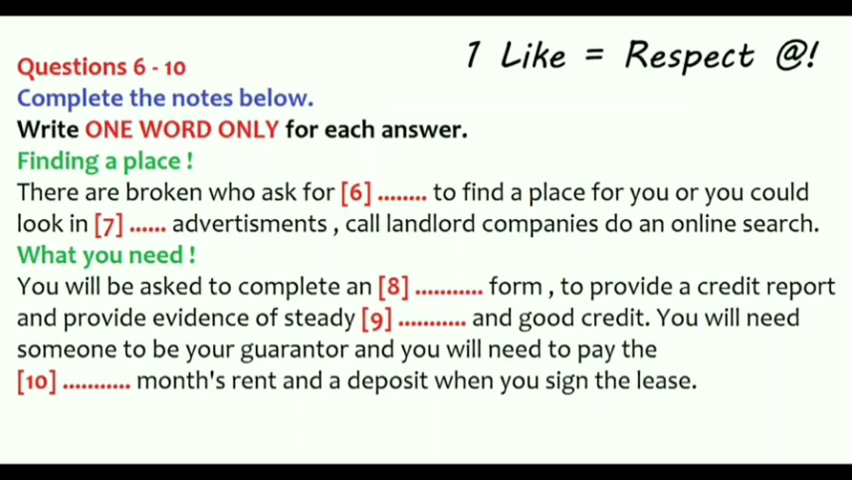 1 Like = Respect @!
Questions 6 - 10
Complete the notes below.
Write ONE WORD ONLY for each answer.
Finding a place !
There are broken who ask for [6] ........ to find a place for you or you could
look in [7] ...... advertisments , call landlord companies do an online search.
What you need !
You will be asked to complete an [8] ........... form , to provide a credit report
and provide evidence of steady [9] ........... and good credit. You will need
someone to be your guarantor and you will need to pay the
[10] ........... month's rent and a deposit when you sign the lease.